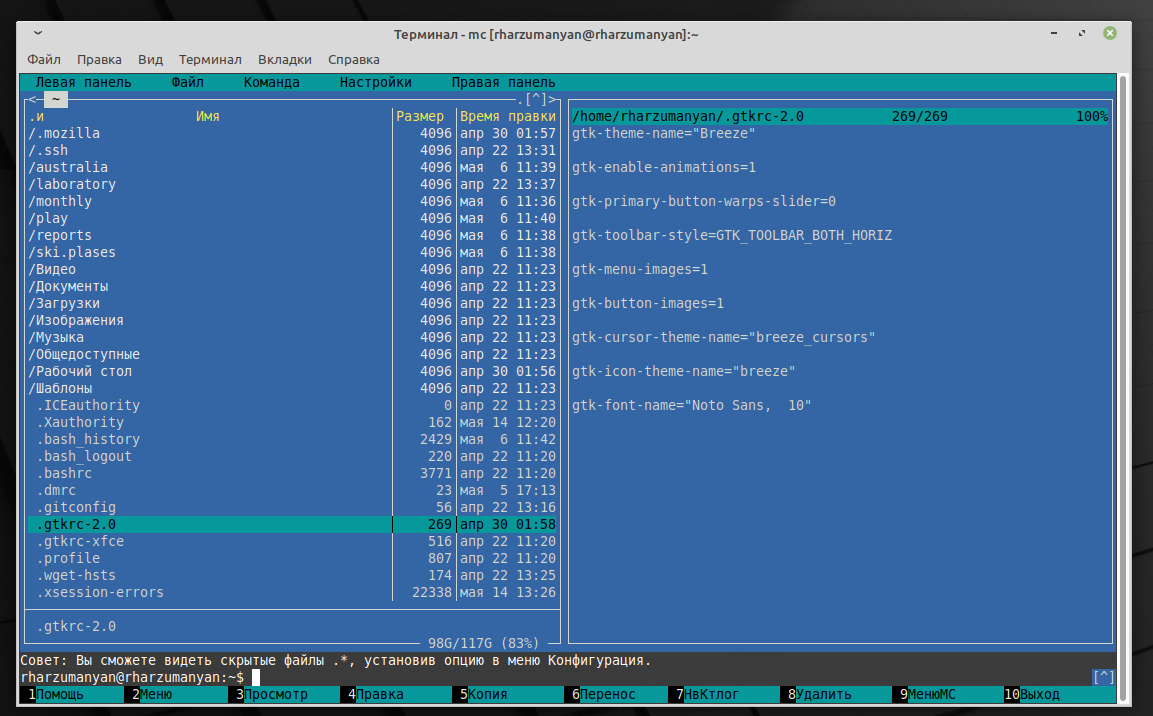 Терминал - mc [rharzumanyan@rharzumanyan]:~
Файл Правка Вид Терминал Вкладки Справка
Левая панель Файл Команда Настройки Правая панель
<─ ~ ─.[^]>
.и Имя Размер Время правки
/.mozilla 4096 апр 30 01:57
/.ssh 4096 апр 22 13:31
/australia 4096 мая 6 11:39
/laboratory 4096 апр 22 13:37
/monthly 4096 мая 6 11:36
/play 4096 мая 6 11:40
/reports 4096 мая 6 11:38
/ski.plases 4096 мая 6 11:38
/Видео 4096 апр 22 11:23
/Документы 4096 апр 22 11:23
/Загрузки 4096 апр 22 11:23
/Изображения 4096 апр 22 11:23
/Музыка 4096 апр 22 11:23
/Общедоступные 4096 апр 22 11:23
/Рабочий стол 4096 апр 30 01:56
/Шаблоны 4096 апр 22 11:23
.ICEauthority 0 апр 22 11:23
.Xauthority 162 мая 14 12:20
.bash_history 2429 мая 6 11:42
.bash_logout 220 апр 22 11:20
.bashrc 3771 апр 22 11:20
.dmrc 23 мая 5 17:13
.gitconfig 56 апр 22 13:16
.gtkrc-2.0 269 апр 30 01:58
.gtkrc-xfce 516 апр 22 11:20
.profile 807 апр 22 11:20
.wget-hsts 174 апр 22 13:25
.xsession-errors 22338 мая 14 13:26
.gtkrc-2.0
98G/117G (83%)
/home/rharzumanyan/.gtkrc-2.0 269/269 100%
gtk-theme-name="Breeze"
gtk-enable-animations=1
gtk-primary-button-warps-slider=0
gtk-toolbar-style=GTK_TOOLBAR_BOTH_HORIZ
gtk-menu-images=1
gtk-button-images=1
gtk-cursor-theme-name="breeze_cursors"
gtk-icon-theme-name="breeze"
gtk-font-name="Noto Sans,  10"
Совет: Вы сможете видеть скрытые файлы .*, установив опцию в меню Конфигурация.
rharzumanyan@rharzumanyan:~$ [^]
1Помощь 2Меню 3Просмотр 4Правка 5Копия 6Перенос 7НвКтлог 8Удалить 9МенюMC 10Выход